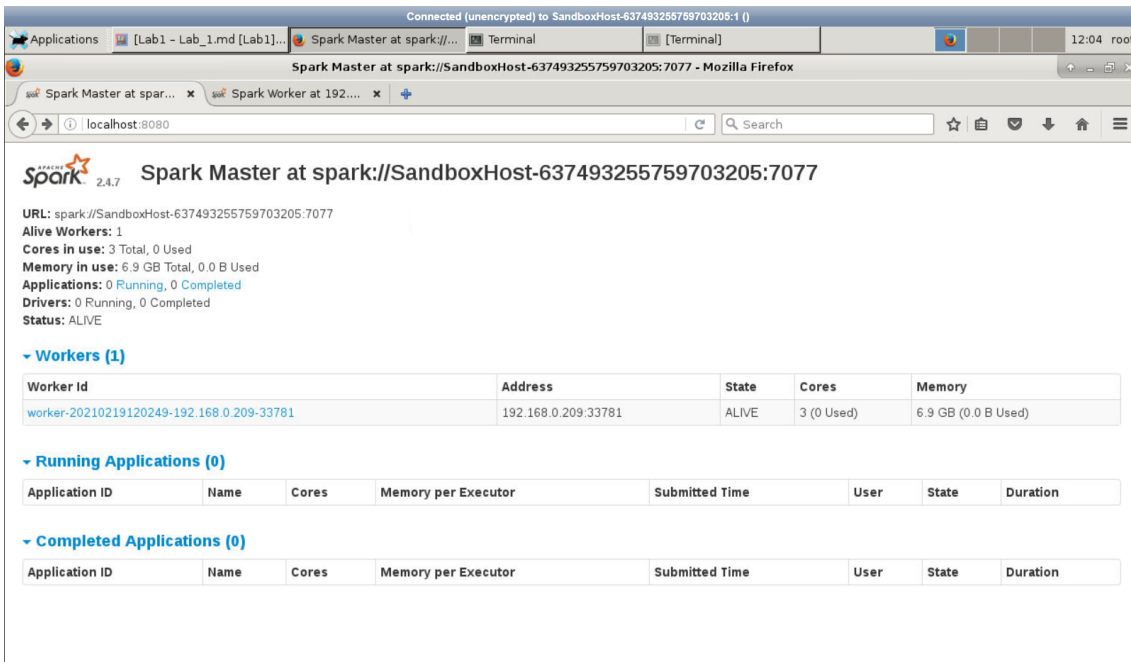 Connected (unencrypted) to SandboxHost-637493255759703205:1 ()
Applications [Lab1 - Lab_1.md [Lab1]... Spark Master at spark://... Terminal [Terminal] 12:04 root
Spark Master at spark://SandboxHost-637493255759703205:7077 - Mozilla Firefox
Spark Master at spar... Spark Worker at 192....
localhost:8080 Search
APACHE Spark 2.4.7 Spark Master at spark://SandboxHost-637493255759703205:7077
URL: spark://SandboxHost-637493255759703205:7077
Alive Workers: 1
Cores in use: 3 Total, 0 Used
Memory in use: 6.9 GB Total, 0.0 B Used
Applications: 0 Running, 0 Completed
Drivers: 0 Running, 0 Completed
Status: ALIVE
Workers (1)
Worker Id Address State Cores Memory
worker-20210219120249-192.168.0.209-33781 192.168.0.209:33781 ALIVE 3 (0 Used) 6.9 GB (0.0 B Used)
Running Applications (0)
Application ID Name Cores Memory per Executor Submitted Time User State Duration
Completed Applications (0)
Application ID Name Cores Memory per Executor Submitted Time User State Duration